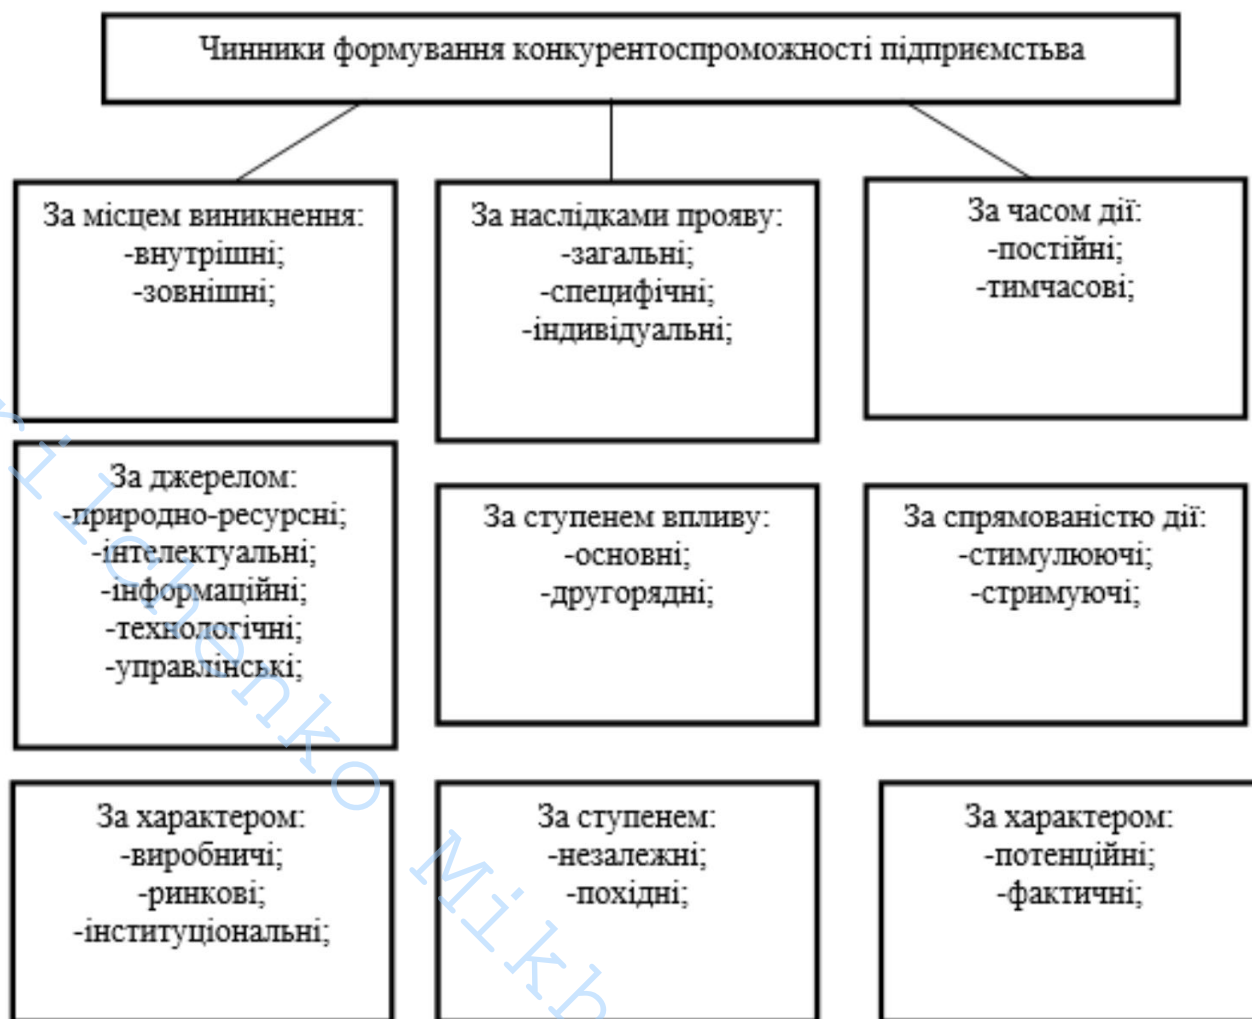 Чинники формування конкурентоспроможності підприємстьва
За місцем виникнення:
-внутрішні;
-зовнішні;
За наслідками прояву:
-загальні;
-специфічні;
-індивідуальні;
За часом дії:
-постійні;
-тимчасові;
За джерелом:
-природно-ресурсні;
-інтелектуальні;
-інформаційні;
-технологічні;
-управлінські;
За ступенем впливу:
-основні;
-другорядні;
За спрямованістю дії:
-стимулюючі;
-стримуючі;
За характером:
-виробничі;
-ринкові;
-інституціональні;
За ступенем:
-незалежні;
-похідні;
За характером:
-потенційні;
-фактичні;